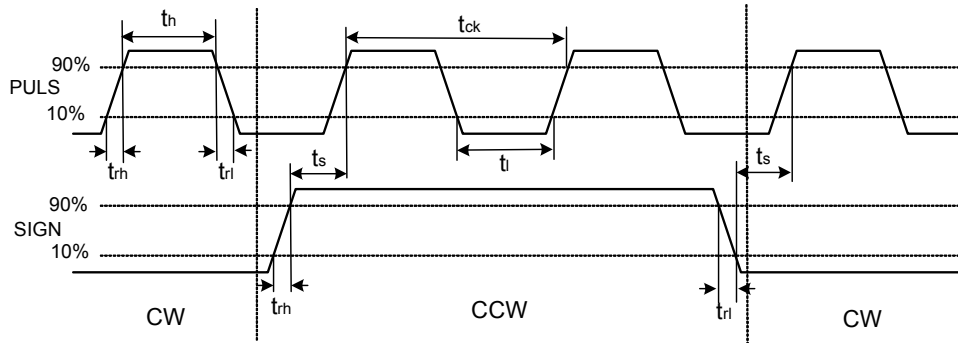 th
tck
90%
PULS
10%
trh
trl
ts
tl
ts
90%
SIGN
10%
trh
trl
CW
CCW
CW